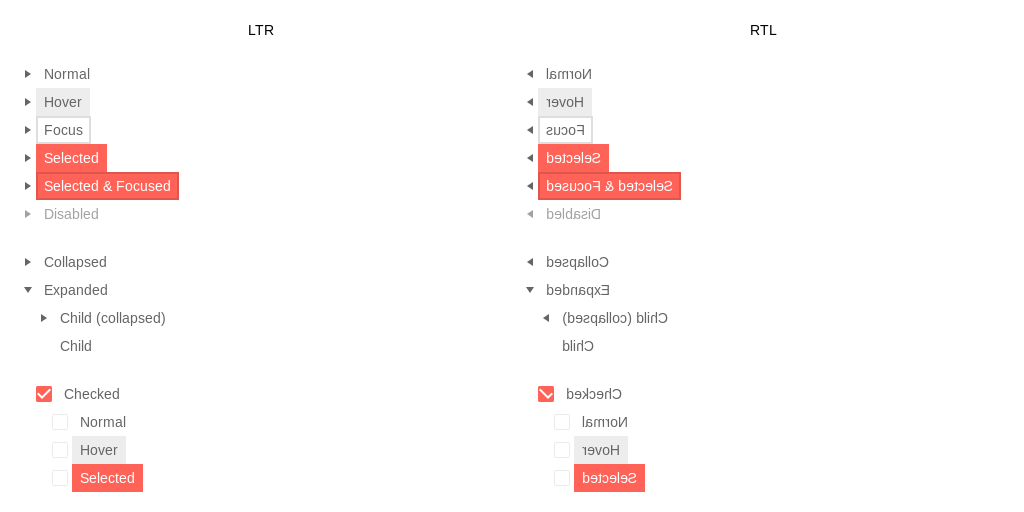 LTR
Normal
Hover
Focus
Selected
Selected & Focused
Disabled
Collapsed
Expanded
Child (collapsed)
Child
Checked
Normal
Hover
Selected
RTL
Normal
Hover
Focus
Selected
Selected & Focused
Disabled
Collapsed
Expanded
Child (collapsed)
Child
Checked
Normal
Hover
Selected